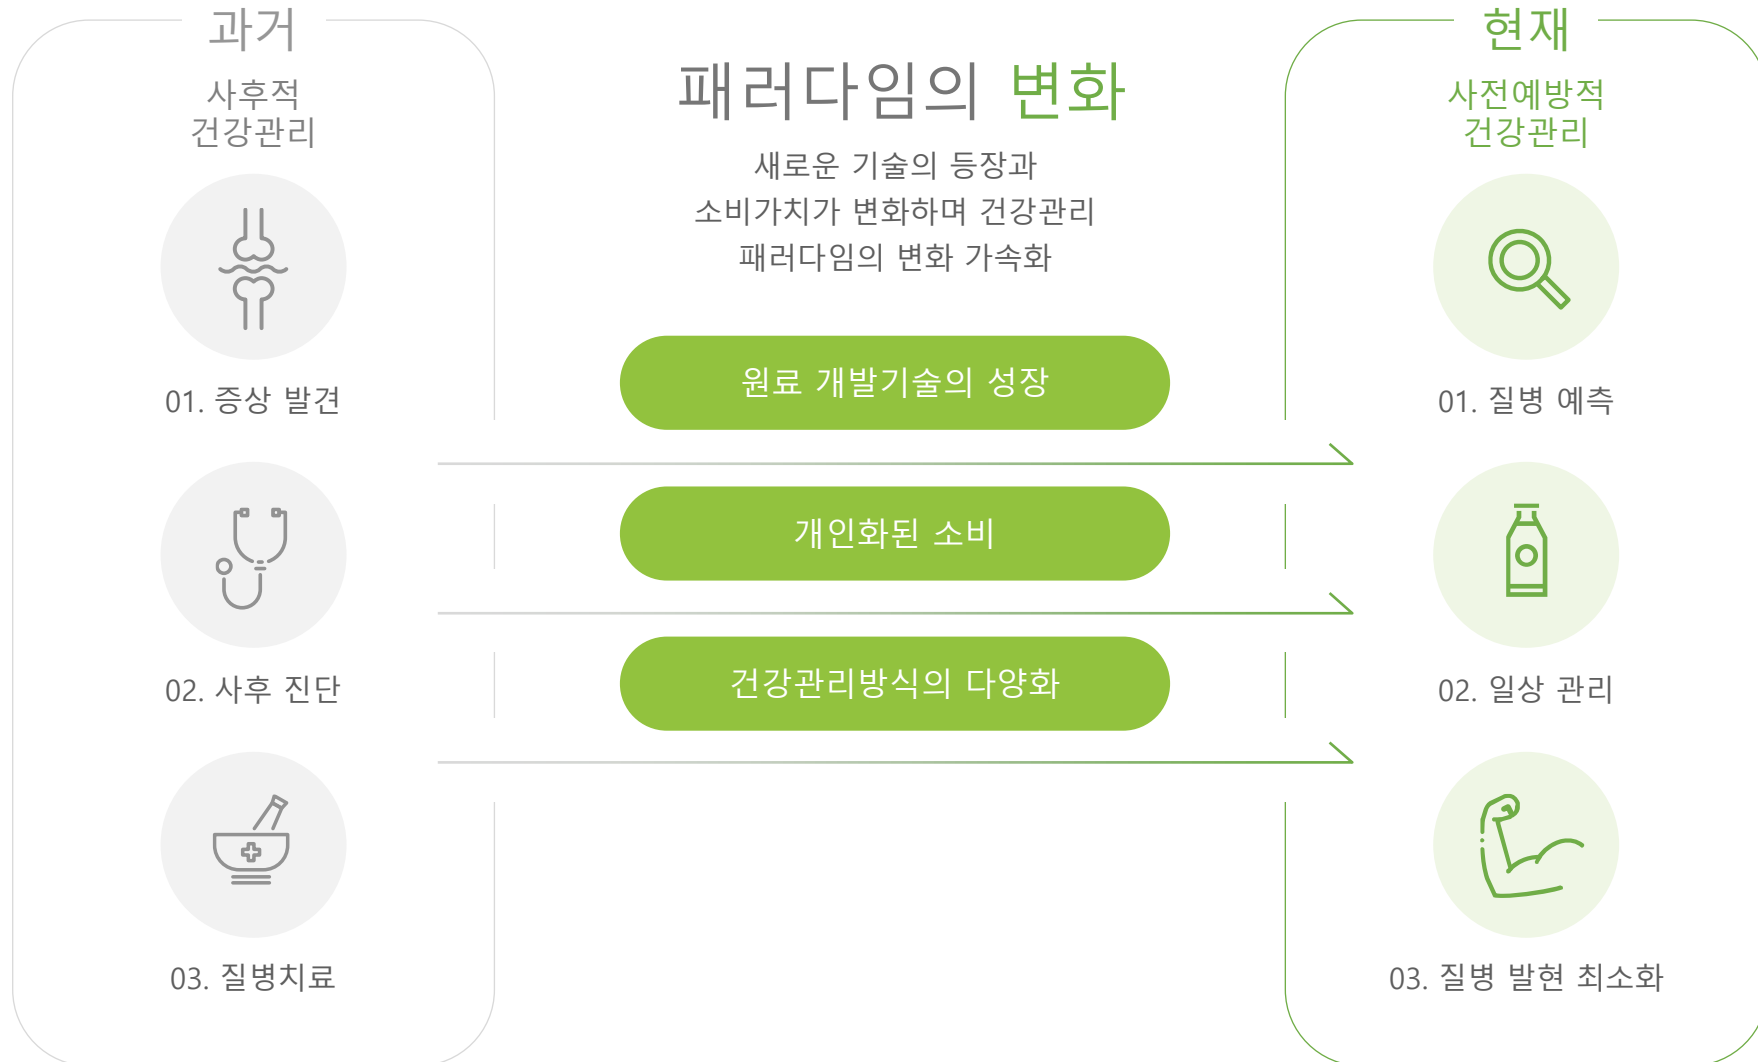 과거
사후적
건강관리
01. 증상 발견
02. 사후 진단
03. 질병치료
패러다임의 변화
새로운 기술의 등장과
소비가치가 변화하며 건강관리
패러다임의 변화 가속화
원료 개발기술의 성장
개인화된 소비
건강관리방식의 다양화
현재
사전예방적
건강관리
01. 질병 예측
02. 일상 관리
03. 질병 발현 최소화